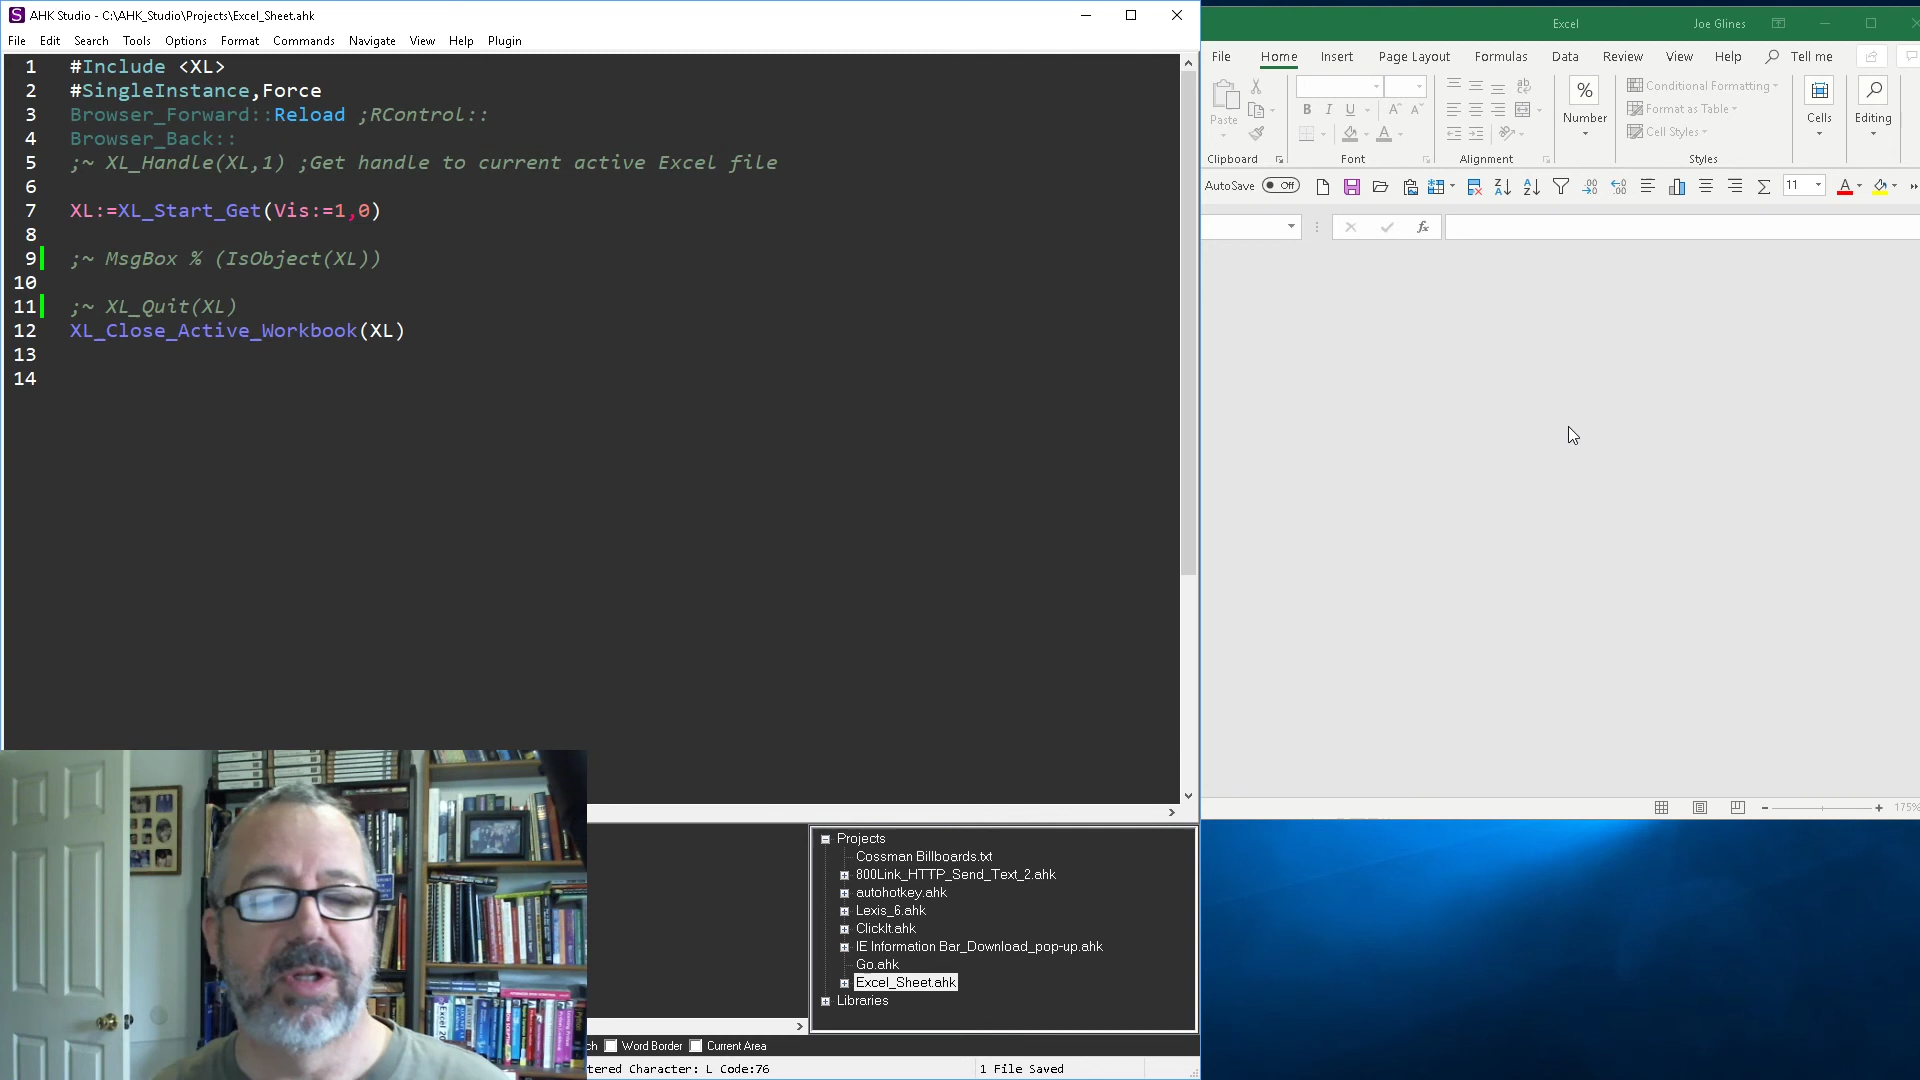 AHK Studio - C:\AHK_Studio\Projects\Excel_Sheet.ahk
File Edit Search Tools Options Format Commands Navigate View Help Plugin
1 #Include <XL>
2 #SingleInstance,Force
3 Browser_Forward::Reload ;RControl::
4 Browser_Back::
5 ;~ XL_Handle(XL,1) ;Get handle to current active Excel file
6
7 XL:=XL_Start_Get(Vis:=1,0)
8
9 ;~ MsgBox % (IsObject(XL))
10
11 ;~ XL_Quit(XL)
12 XL_Close_Active_Workbook(XL)
13
14
Projects
Cossman Billboards.txt
800Link_HTTP_Send_Text_2.ahk
autohotkey.ahk
Lexis_6.ahk
ClickIt.ahk
IE Information Bar_Download_pop-up.ahk
Go.ahk
Excel_Sheet.ahk
Libraries
ch Word Border Current Area
tered Character: L Code:76 1 File Saved
Excel Joe Glines
File Home Insert Page Layout Formulas Data Review View Help Tell me
Paste
B I U A A
A
ab
%
Number
Conditional Formatting
Format as Table
Cell Styles
Cells
Editing
Clipboard Font Alignment Styles
AutoSave Off 11 A
fx
175%